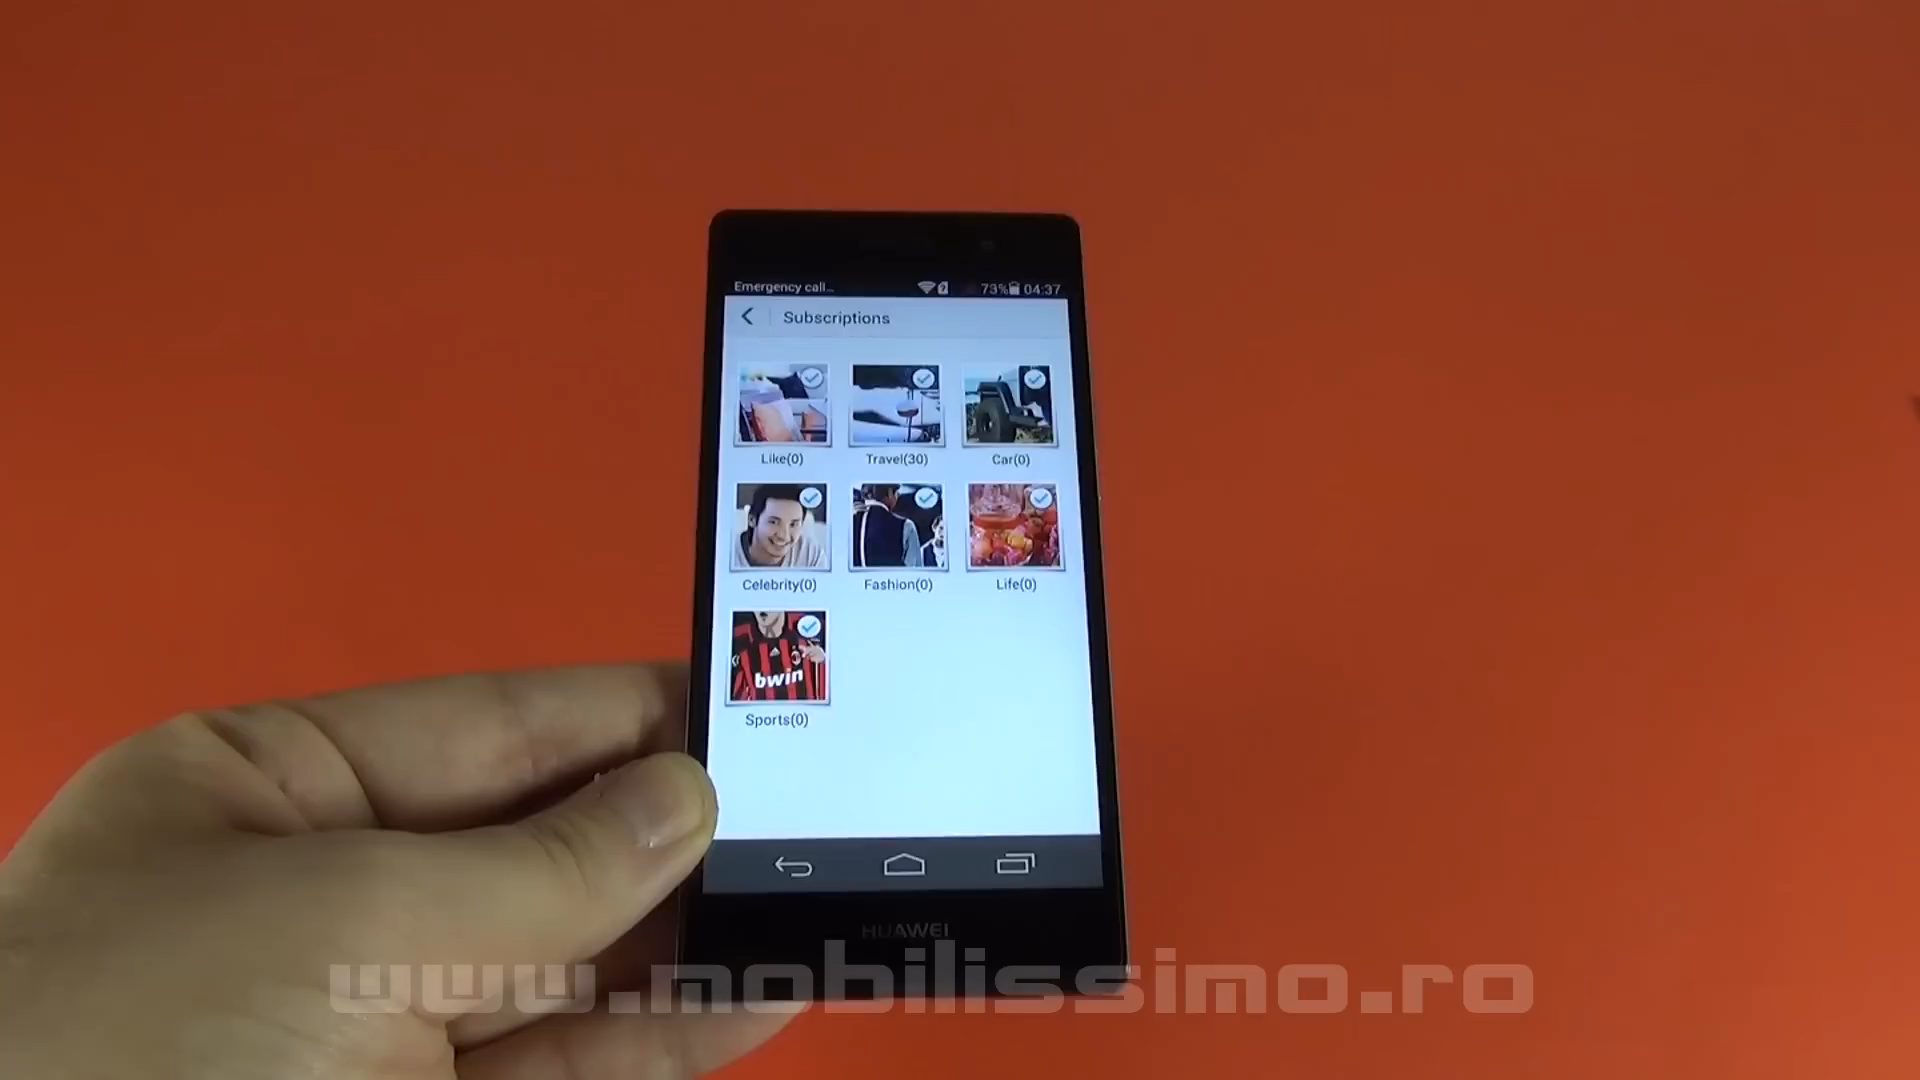 Emergency call...
73% 04:37
Subscriptions
Like(0) Travel(30) Car(0)
Celebrity(0) Fashion(0) Life(0)
bwin
Sports(0)
HUAWEI
www.mobilissimo.ro